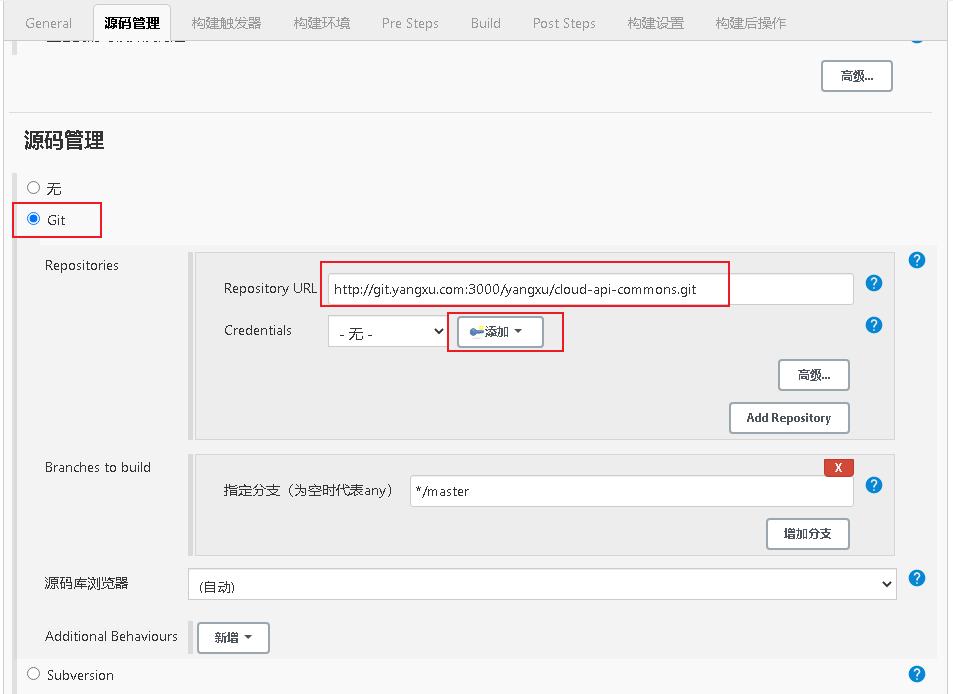 General 源码管理 构建触发器 构建环境 Pre Steps Build Post Steps 构建设置 构建后操作
高级...
源码管理
无
Git
Repositories
Repository URL http://git.yangxu.com:3000/yangxu/cloud-api-commons.git
Credentials - 无 - 添加
高级...
Add Repository
Branches to build
X
指定分支（为空时代表any） */master
增加分支
源码库浏览器 (自动)
Additional Behaviours 新增
Subversion